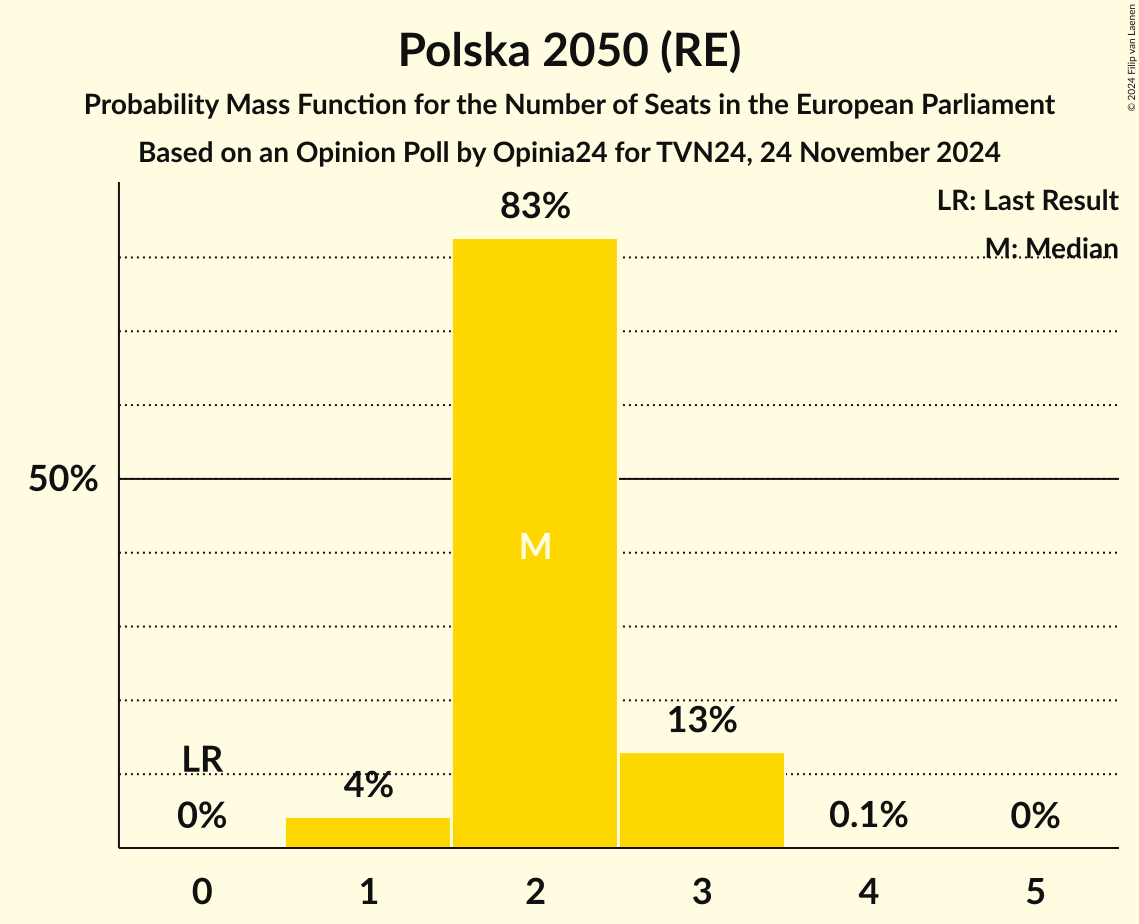 Polska 2050 (RE)
Probability Mass Function for the Number of Seats in the European Parliament
Based on an Opinion Poll by Opinia24 for TVN24, 24 November 2024
© 2024 Filip van Laenen
LR: Last Result
M: Median
83%
50%
M
13%
LR
4%
0%
0.1%
0%
0 1 2 3 4 5